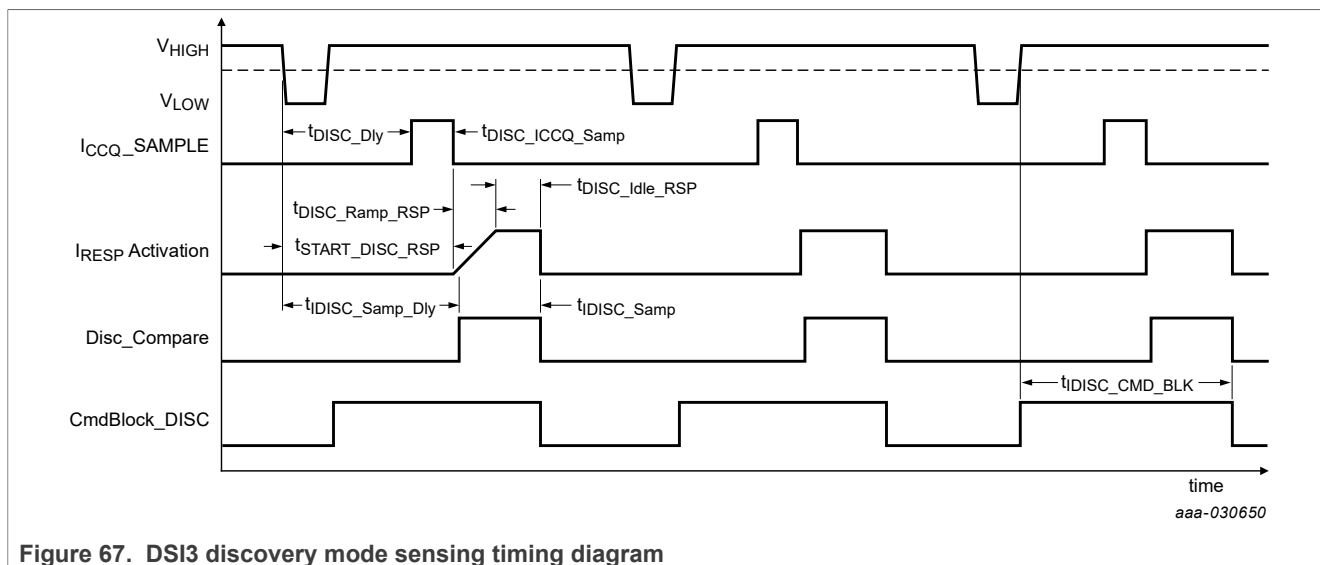 VHIGH
VLOW
ICCQ_SAMPLE
tDISC_Dly
tDISC_ICCQ_Samp
tDISC_Idle_RSP
tDISC_Ramp_RSP
IRESP Activation
tSTART_DISC_RSP
tIDISC_Samp_Dly
tIDISC_Samp
Disc_Compare
tIDISC_CMD_BLK
CmdBlock_DISC
time
aaa-030650
Figure 67. DSI3 discovery mode sensing timing diagram